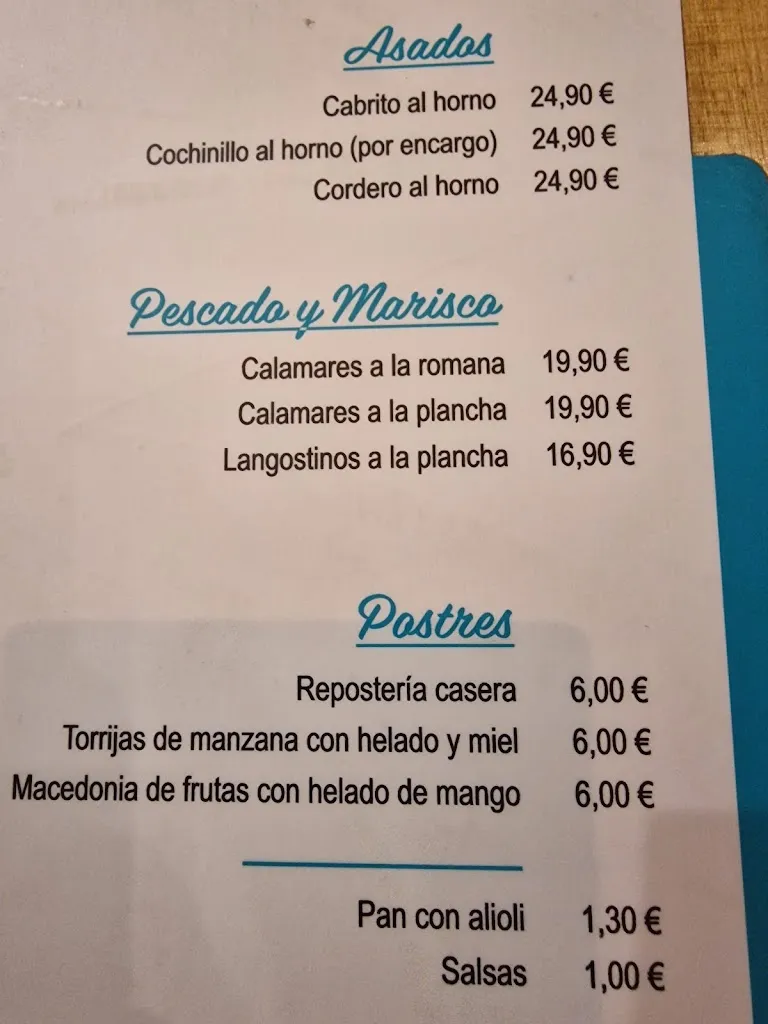 Asados
Cabrito al horno 24,90 €
Cochinillo al horno (por encargo) 24,90 €
Cordero al horno 24,90 €
Pescado y Marisco
Calamares a la romana 19,90 €
Calamares a la plancha 19,90 €
Langostinos a la plancha 16,90 €
Postres
Repostería casera 6,00 €
Torrijas de manzana con helado y miel 6,00 €
Macedonia de frutas con helado de mango 6,00 €
Pan con alioli 1,30 €
Salsas 1,00 €